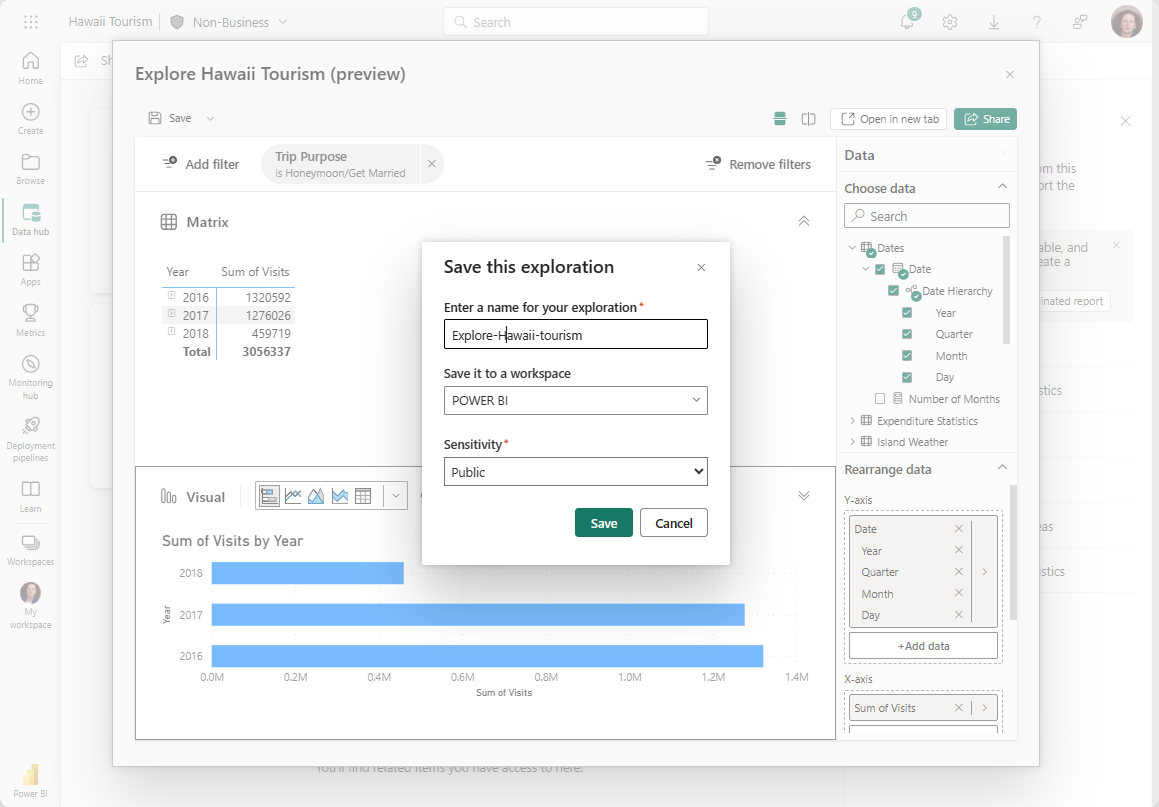 Hawaii Tourism
Non-Business
Search
9
?
Home
Create
Browse
Data hub
Apps
Metrics
Monitoring
hub
Deployment
pipelines
Learn
Workspaces
My
workspace
Power BI
Sh
Explore Hawaii Tourism (preview)
Save
Open in new tab
Share
Add filter
Trip Purpose
is Honeymoon/Get Married
Remove filters
Matrix
Year Sum of Visits
2016 1320592
2017 1276026
2018 459719
Total 3056337
Visual
Sum of Visits by Year
Year
2018
2017
2016
0.0M 0.2M 0.4M 0.6M 0.8M 1.0M 1.2M 1.4M
Sum of Visits
Save this exploration
Enter a name for your exploration *
Explore-Hawaii-tourism
Save it to a workspace
POWER BI
Sensitivity *
Public
Save Cancel
Data
Choose data
Search
Dates
Date
Date Hierarchy
Year
Quarter
Month
Day
Number of Months
Expenditure Statistics
Island Weather
Rearrange data
Y-axis
Date
Year
Quarter
Month
Day
+Add data
X-axis
Sum of Visits
om this
ort the
able, and
eate a
inated report
stics
eas
istics
You'll find related items you have access to here.